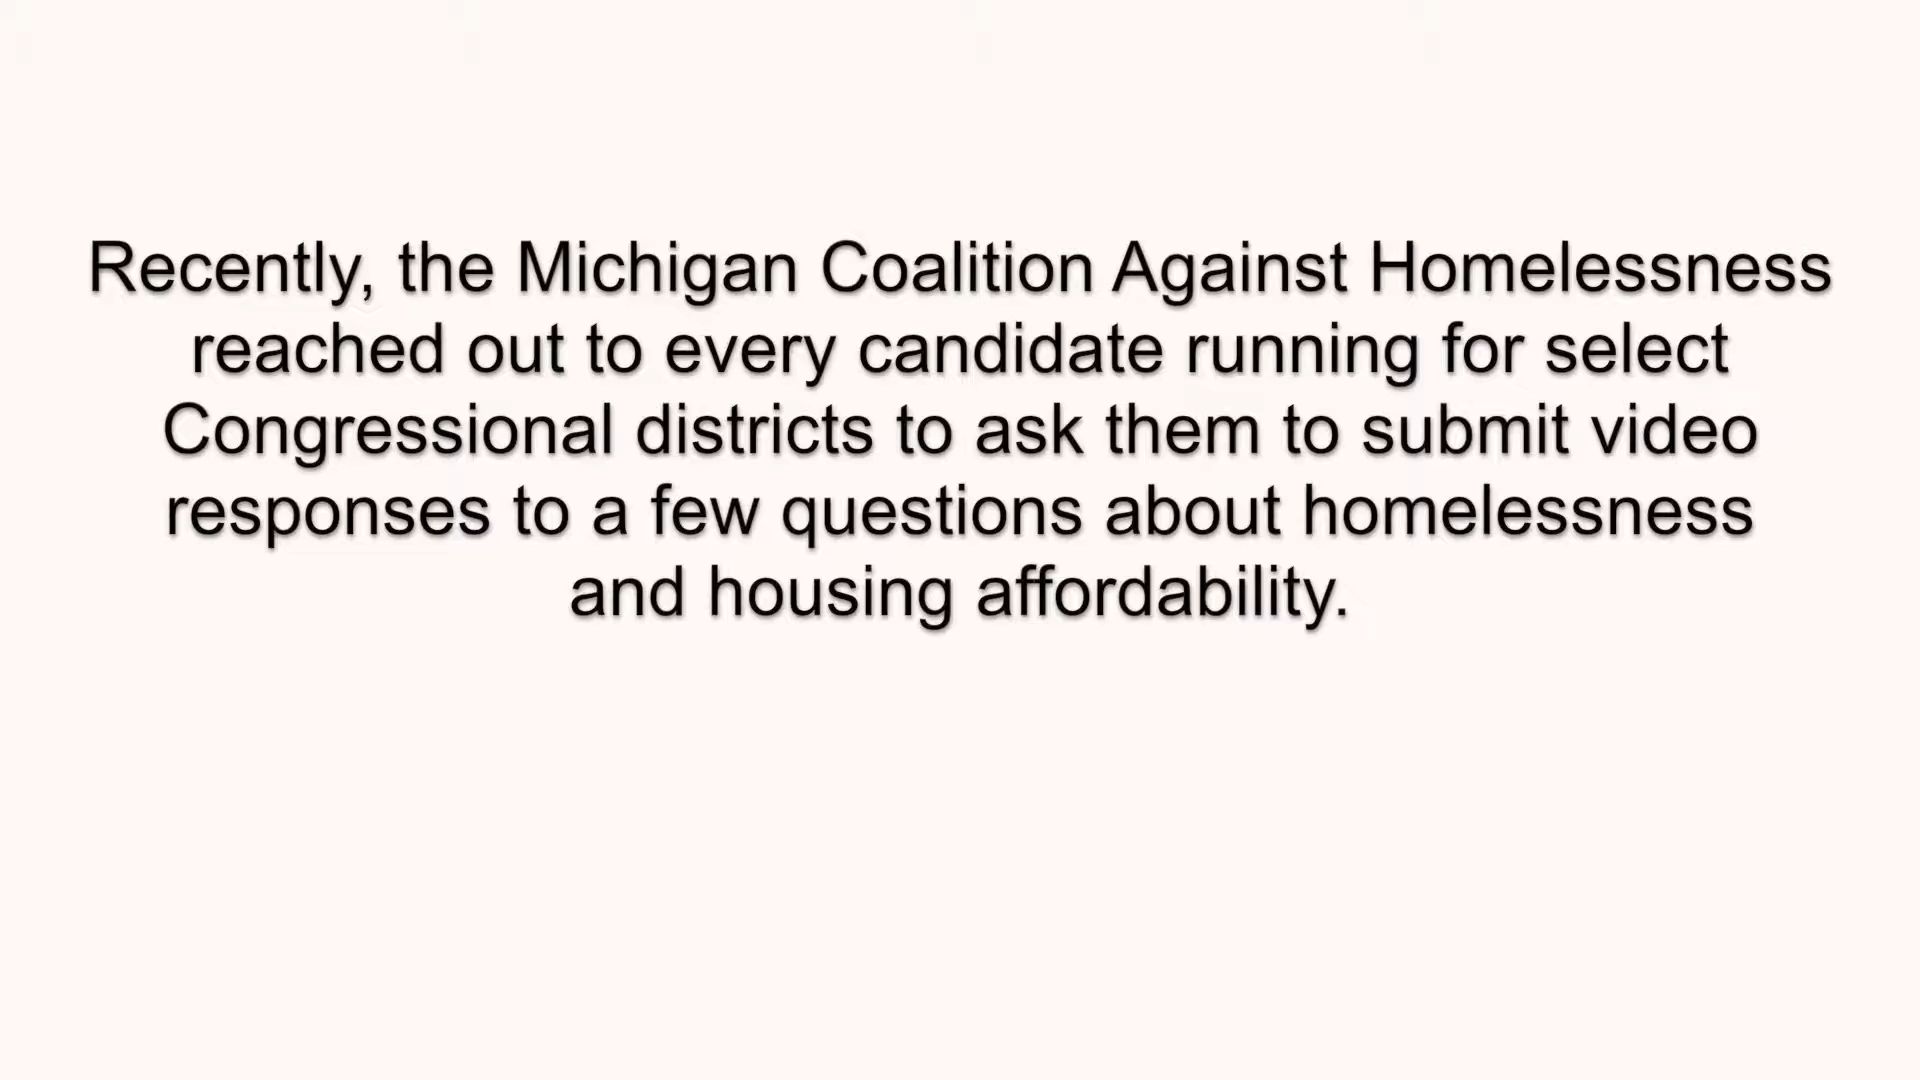 Recently, the Michigan Coalition Against Homelessness
reached out to every candidate running for select
Congressional districts to ask them to submit video
responses to a few questions about homelessness
and housing affordability.